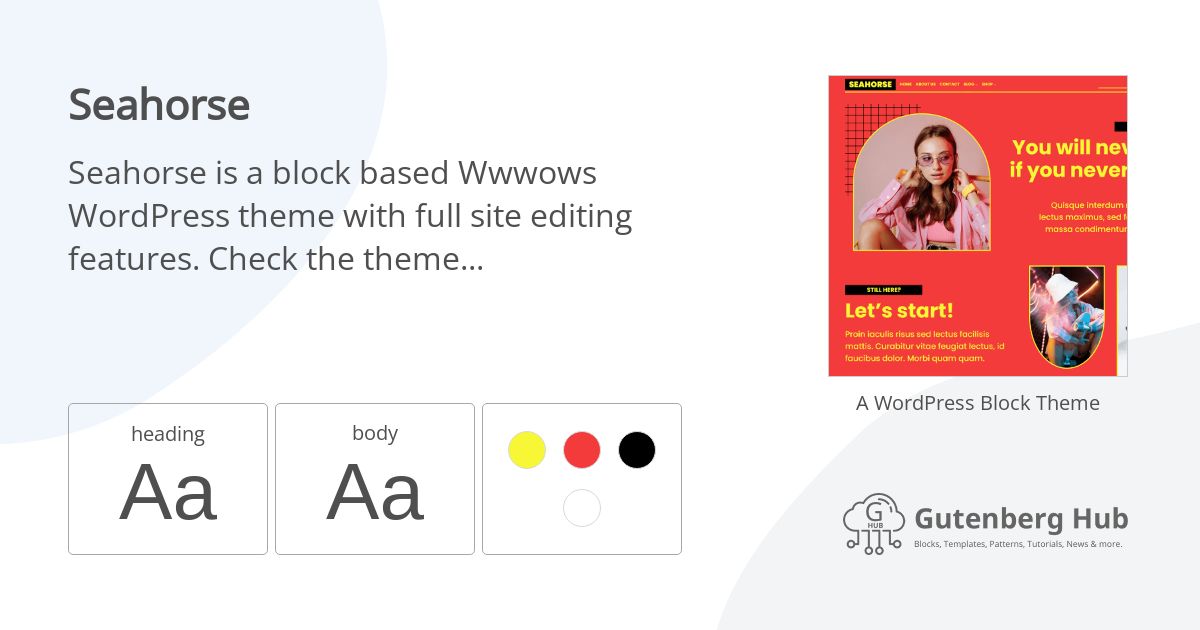 Seahorse
Seahorse is a block based Wwwows
WordPress theme with full site editing
features. Check the theme...
heading
Aa
body
Aa
SEAHORSE HOME ABOUT US CONTACT BLOG SHOP
You will nev
if you never
Quisque interdum
lectus maximus, sed f
massa condimentum
STILL HERE?
Let's start!
Proin iaculis risus sed lectus facilisis
mattis. Curabitur vitae feugiat lectus, id
faucibus dolor. Morbi quam quam.
A WordPress Block Theme
G
HUB
Gutenberg Hub
Blocks, Templates, Patterns, Tutorials, News & more.